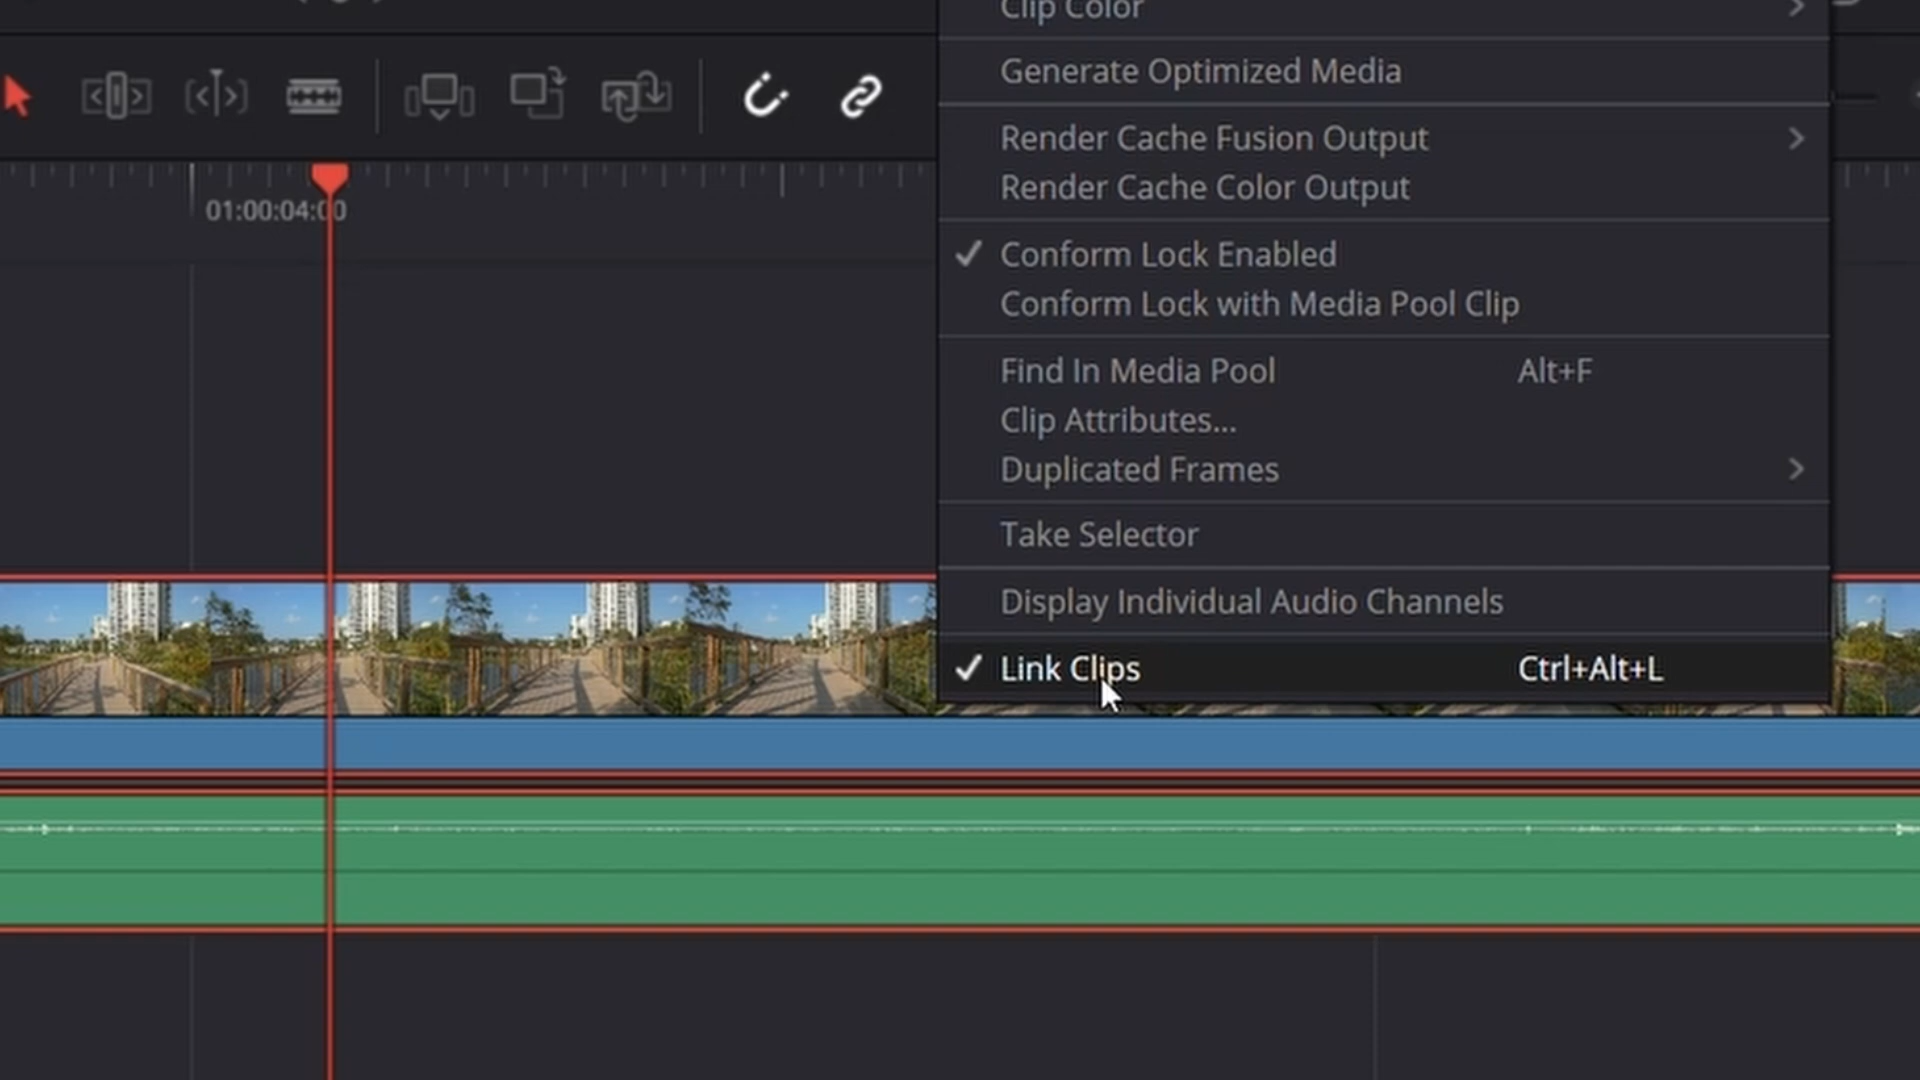 Clip Color
Generate Optimized Media
Render Cache Fusion Output
Render Cache Color Output
01:00:04:00
Conform Lock Enabled
Conform Lock with Media Pool Clip
Find In Media Pool Alt+F
Clip Attributes...
Duplicated Frames
Take Selector
Display Individual Audio Channels
Link Clips Ctrl+Alt+L